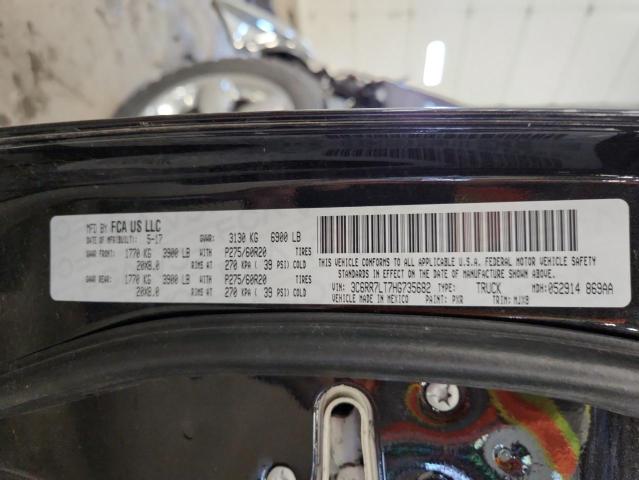 MFD BY FCA US LLC
DATE OF MFR(BUILT): 5-17 GVWR: 3130 KG 6900 LB
GAWR FRONT: 1770 KG 3900 LB WITH P275/60R20 TIRES
20X8.0 RIMS AT 270 KPA ( 39 PSI) COLD
GAWR REAR: 1770 KG 3900 LB WITH P275/60R20 TIRES
20X8.0 RIMS AT 270 KPA ( 39 PSI) COLD
THIS VEHICLE CONFORMS TO ALL APPLICABLE U.S.A. FEDERAL MOTOR VEHICLE SAFETY
STANDARDS IN EFFECT ON THE DATE OF MANUFACTURE SHOWN ABOVE.
VIN: 3C6RR7LT7HG735682 TYPE: TRUCK MDH: 052914 869AA
VEHICLE MADE IN MEXICO PAINT: PXR TRIM: MJX9